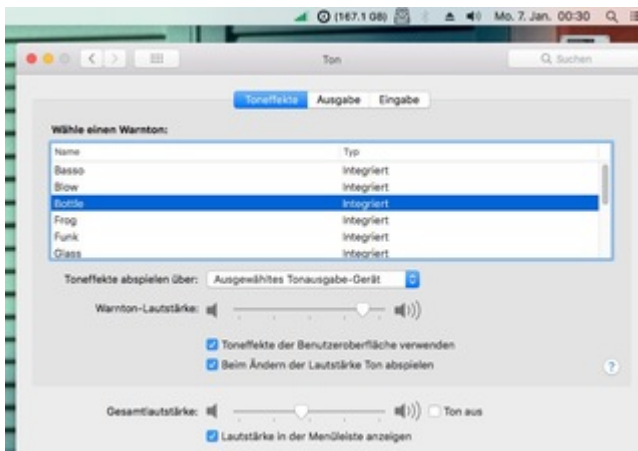 (167.1 GB) Mo. 7. Jan. 00:30
Ton
Suchen
Toneffekte Ausgabe Eingabe
Wähle einen Warnton:
Name Typ
Basso Integriert
Blow Integriert
Bottle Integriert
Frog Integriert
Funk Integriert
Glass Integriert
Toneffekte abspielen über: Ausgewähltes Tonausgabe-Gerät
Warnton-Lautstärke:
Toneffekte der Benutzeroberfläche verwenden
Beim Ändern der Lautstärke Ton abspielen
?
Gesamtlautstärke: Ton aus
Lautstärke in der Menüleiste anzeigen